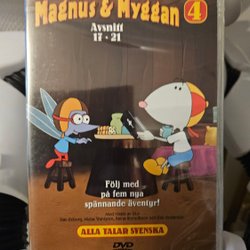 Magnus & Myggan
4
Avsnitt
17 - 21
Följ med
på fem nya
spännande äventyr!
ALLA TALAR SVENSKA
DVD